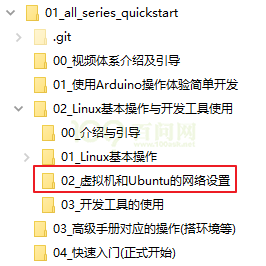 01_all_series_quickstart
.git
00_视频体系介绍及引导
01_使用Arduino操作体验简单开发
02_Linux基本操作与开发工具使用
00_介绍与引导
01_Linux基本操作
02_虚拟机和Ubuntu的网络设置
03_开发工具的使用
03_高级手册对应的操作(搭环境等)
04_快速入门(正式开始)